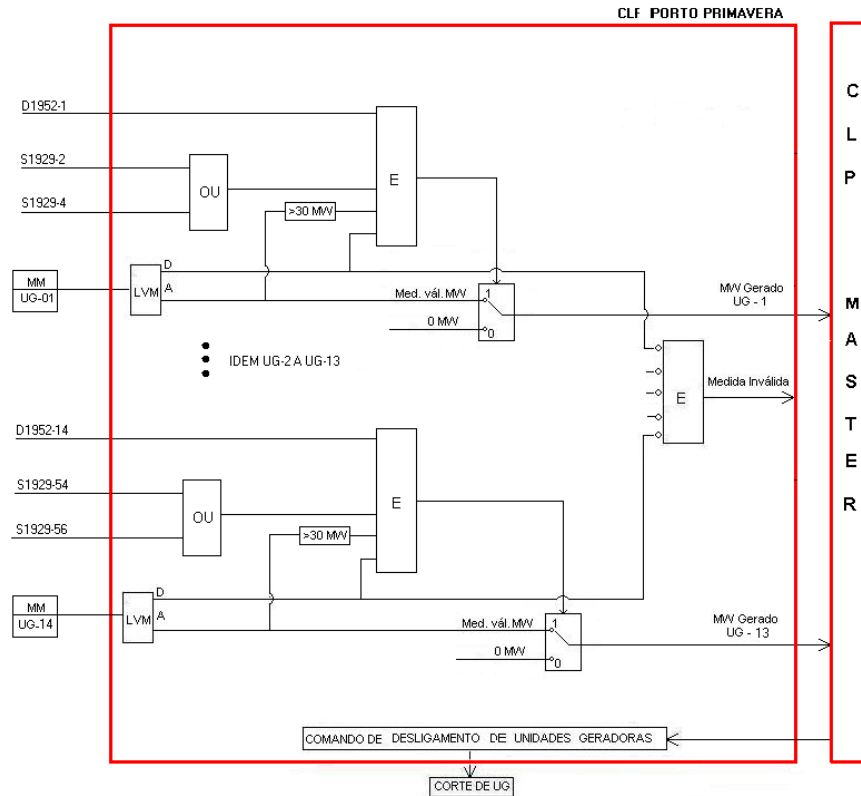 CLP PORTO PRIMAVERA
C
L
P
M
A
S
T
E
R
D1952-1
S1929-2
OU
E
S1929-4
>30 MW
MM
UG-01
LVM
D
A
Med. vál. MW
1
0 MW
0
MW Gerado
UG - 1
IDEM UG-2 A UG-13
E
Medida Inválida
D1952-14
S1929-54
OU
E
S1929-56
>30 MW
MM
UG-14
LVM
D
A
Med. vál. MW
1
0 MW
0
MW Gerado
UG - 13
COMANDO DE DESLIGAMENTO DE UNIDADES GERADORAS
CORTE DE UG